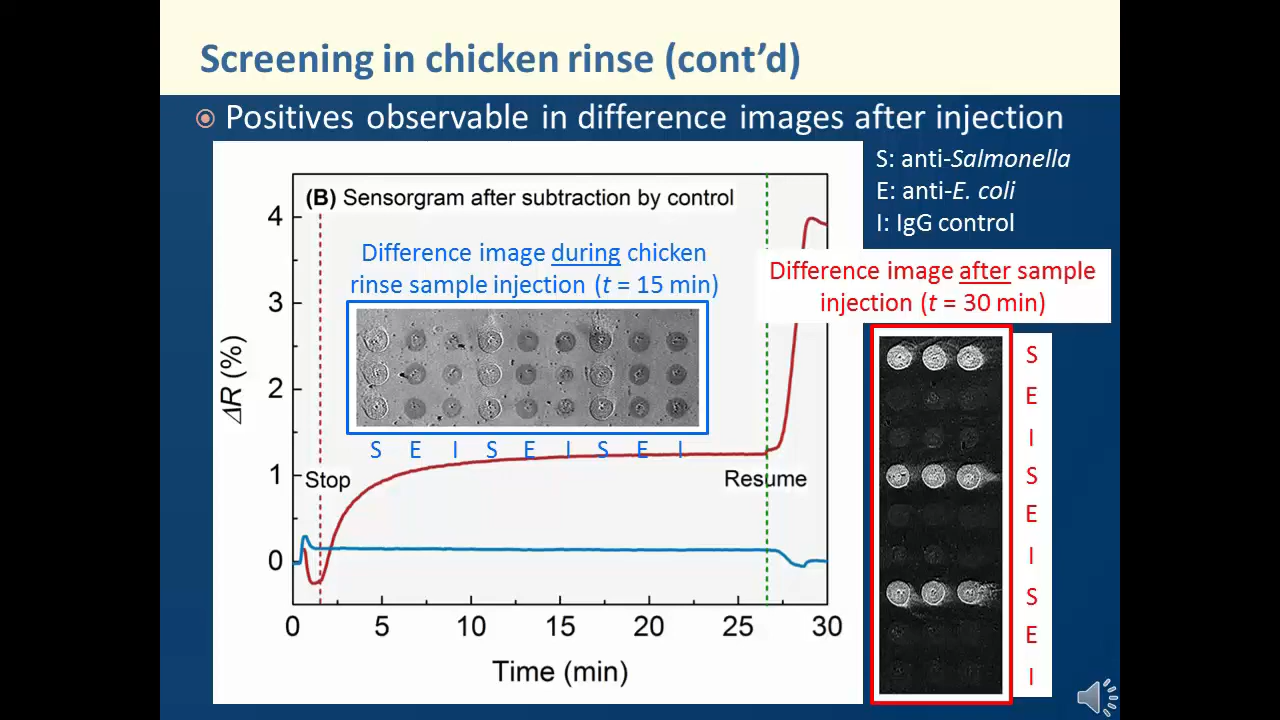 Screening in chicken rinse (cont’d)
Positives observable in difference images after injection
S: anti-Salmonella
E: anti-E. coli
I: IgG control
(B) Sensorgram after subtraction by control
Difference image during chicken
rinse sample injection (t = 15 min)
S E I S E I S E I
Difference image after sample
injection (t = 30 min)
S
E
I
S
E
I
S
E
I
Stop
Resume
ΔR (%)
4
3
2
1
0
0 5 10 15 20 25 30
Time (min)